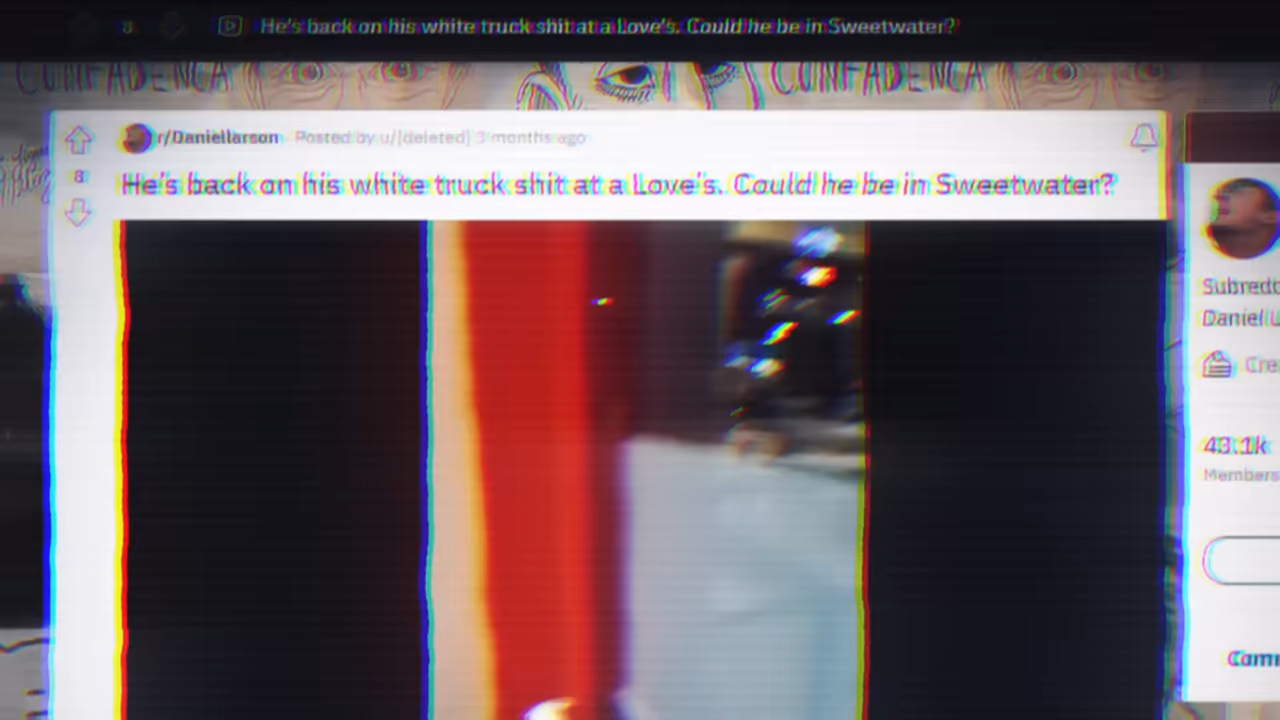 8 He's back on his white truck shit at a Love's. Could he be in Sweetwater?
CONFADENCA CONFADENCA
r/Daniellarson · Posted by u/[deleted] 3 months ago
8
He's back on his white truck shit at a Love's. Could he be in Sweetwater?
Daniel
43.1k
Members